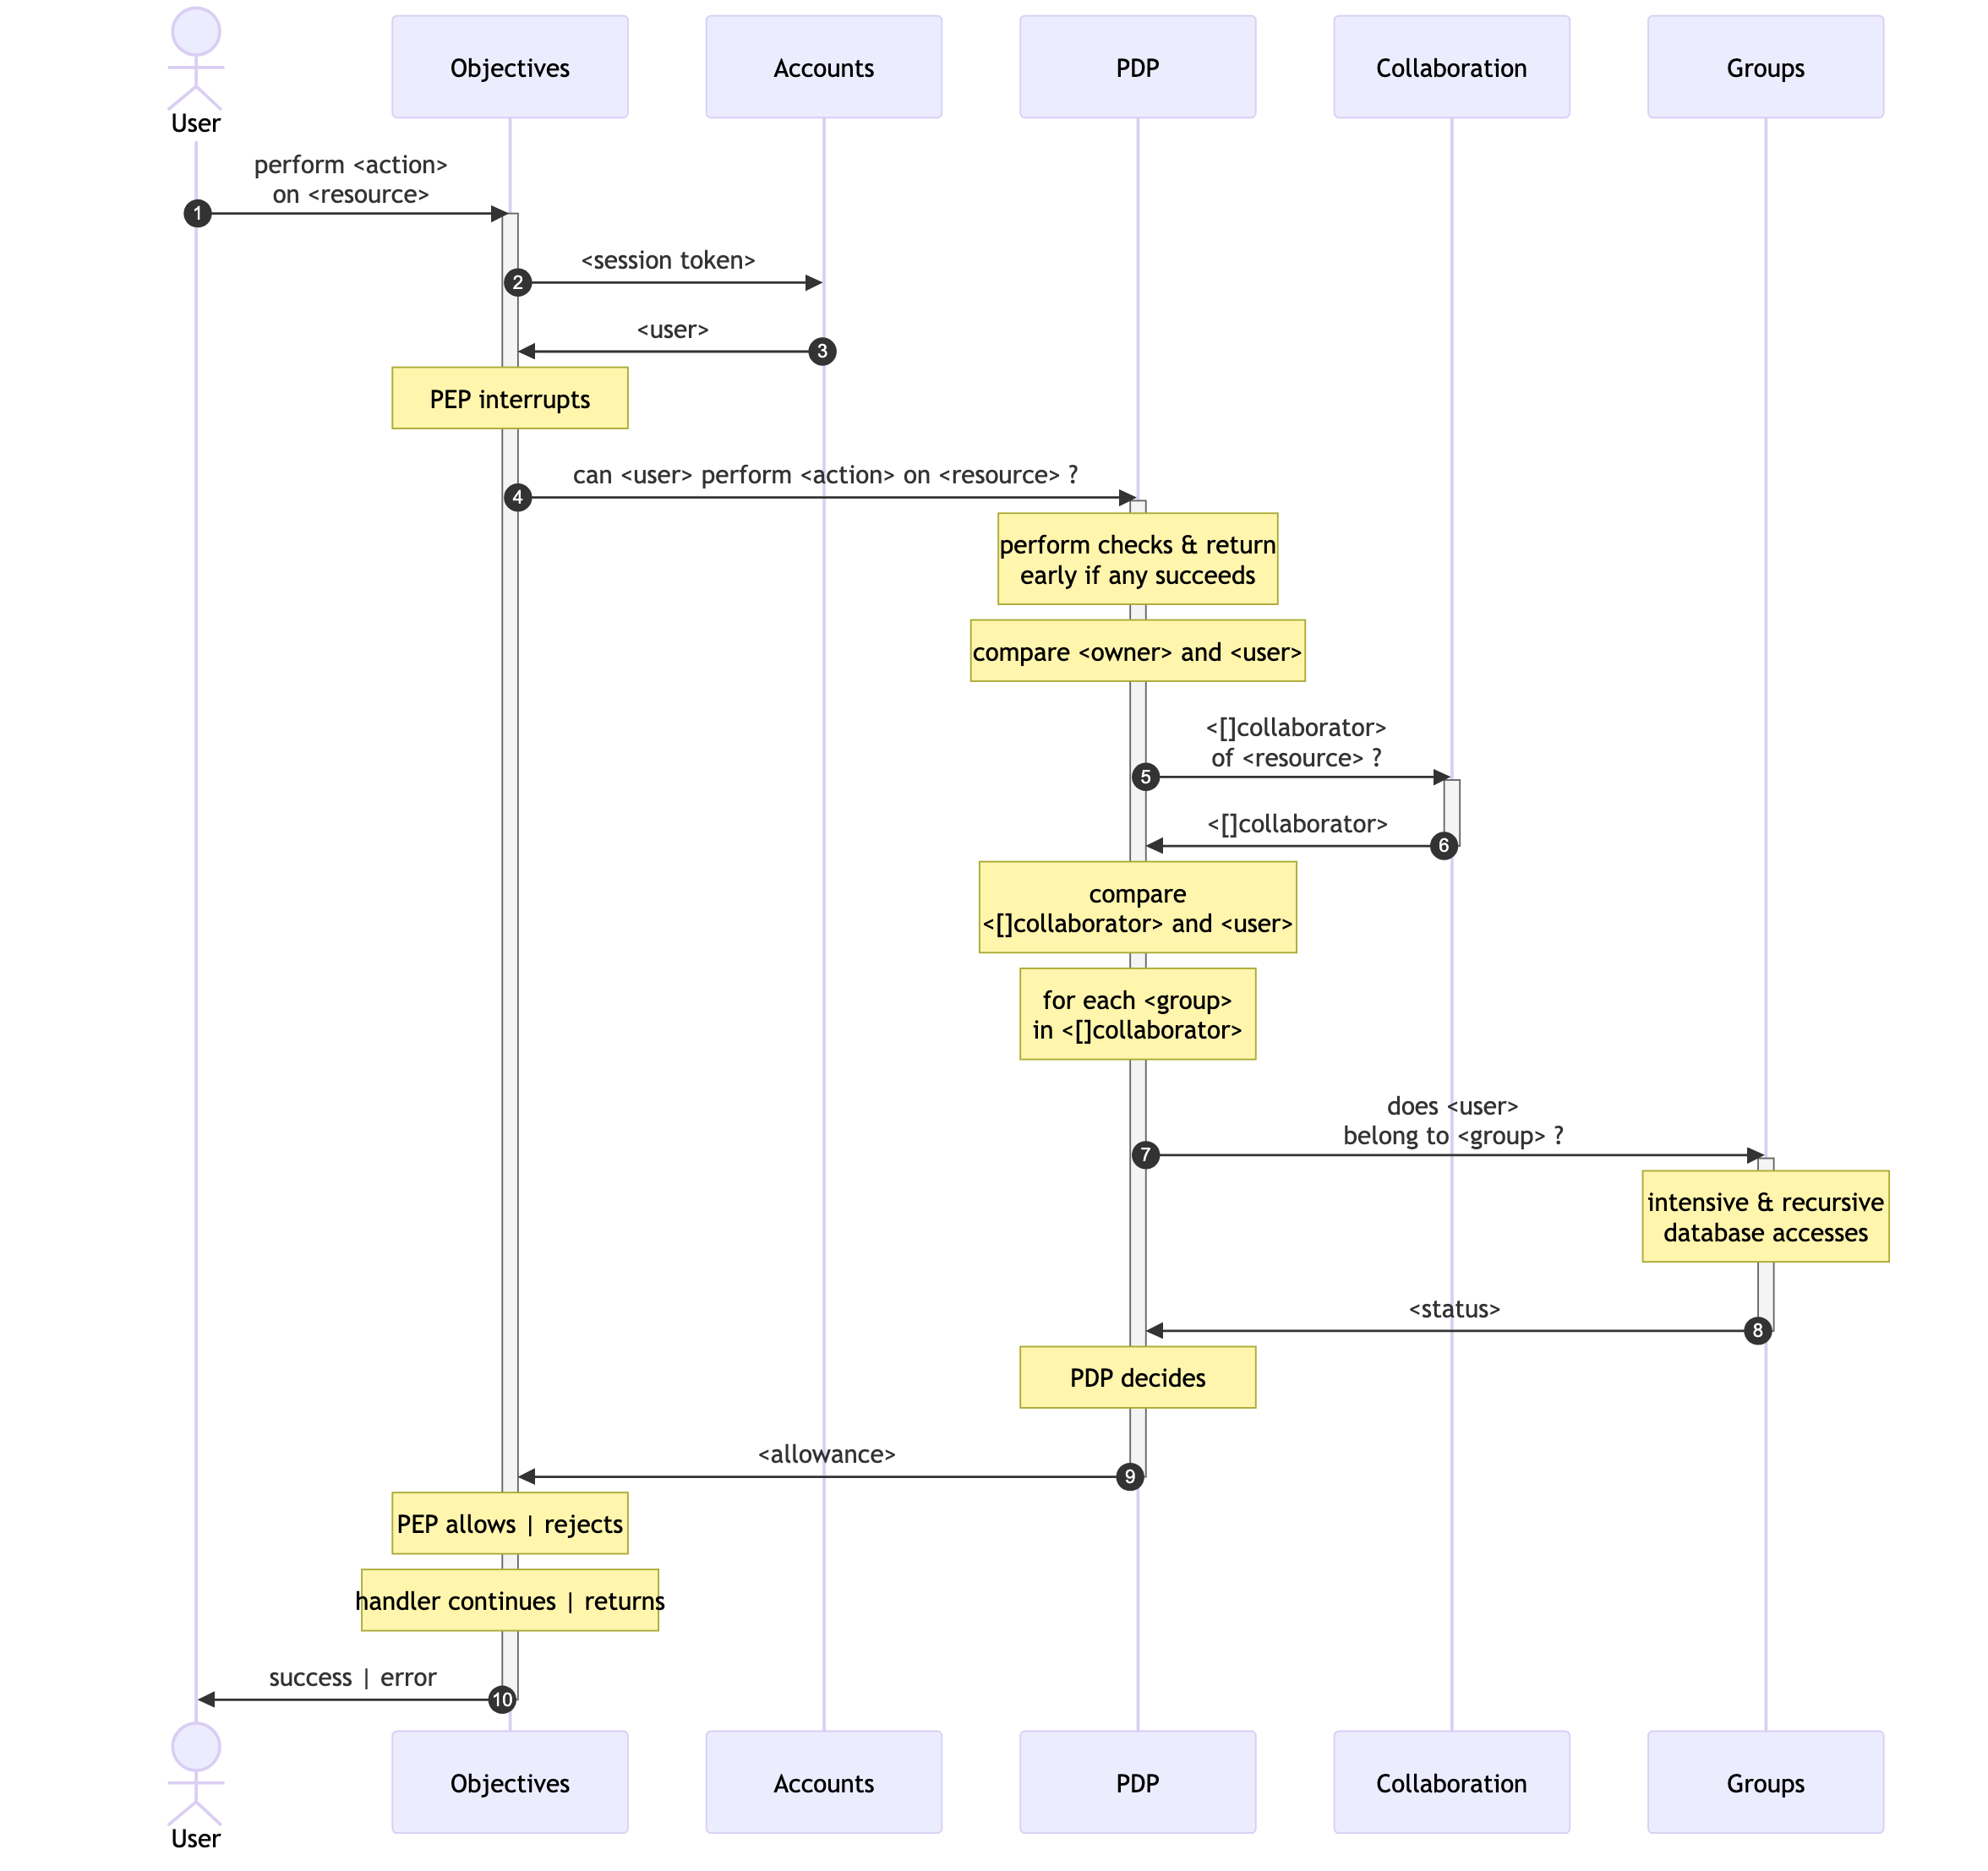 Objectives
Accounts
PDP
Collaboration
Groups
User
perform <action>
on <resource>
1
<session token>
2
<user>
3
PEP interrupts
can <user> perform <action> on <resource> ?
4
perform checks & return
early if any succeeds
compare <owner> and <user>
<[]collaborator>
of <resource> ?
5
<[]collaborator>
6
compare
<[]collaborator> and <user>
for each <group>
in <[]collaborator>
does <user>
belong to <group> ?
7
intensive & recursive
database accesses
<status>
8
PDP decides
<allowance>
9
PEP allows | rejects
handler continues | returns
success | error
10
Objectives
Accounts
PDP
Collaboration
Groups
User